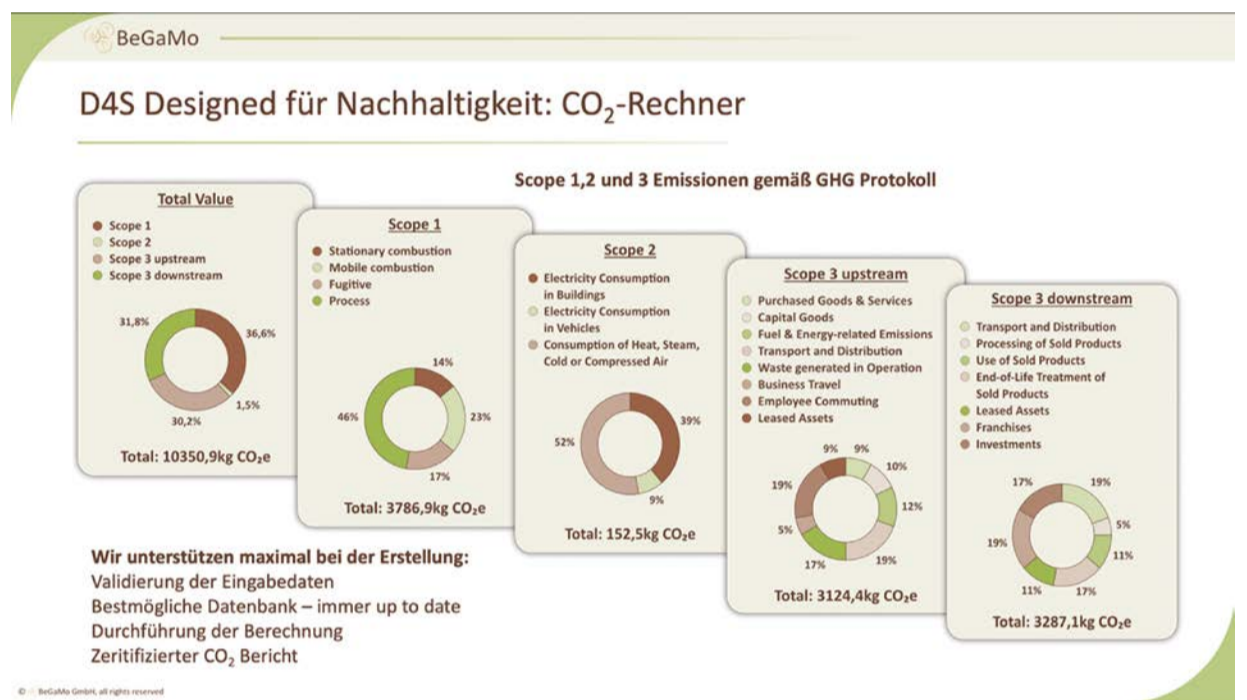 BeGaMo
D4S Designed für Nachhaltigkeit: CO₂-Rechner
Scope 1,2 und 3 Emissionen gemäß GHG Protokoll
Total Value
Scope 1
Scope 2
Scope 3 upstream
Scope 3 downstream
31,8%
36,6%
1,5%
30,2%
Total: 10350,9kg CO₂e
Scope 1
Stationary combustion
Mobile combustion
Fugitive
Process
14%
46%
23%
17%
Total: 3786,9kg CO₂e
Scope 2
Electricity Consumption
in Buildings
Electricity Consumption
in Vehicles
Consumption of Heat, Steam,
Cold or Compressed Air
39%
52%
9%
Total: 152,5kg CO₂e
Scope 3 upstream
Purchased Goods & Services
Capital Goods
Fuel & Energy-related Emissions
Transport and Distribution
Waste generated in Operation
Business Travel
Employee Commuting
Leased Assets
9%
9%
10%
19%
12%
5%
17%
19%
Total: 3124,4kg CO₂e
Scope 3 downstream
Transport and Distribution
Processing of Sold Products
Use of Sold Products
End-of-Life Treatment of
Sold Products
Leased Assets
Franchises
Investments
17%
19%
5%
19%
11%
11%
17%
Total: 3287,1kg CO₂e
Wir unterstützen maximal bei der Erstellung:
Validierung der Eingabedaten
Bestmögliche Datenbank – immer up to date
Durchführung der Berechnung
Zeritifizierter CO₂ Bericht
© BeGaMo GmbH, all rights reserved